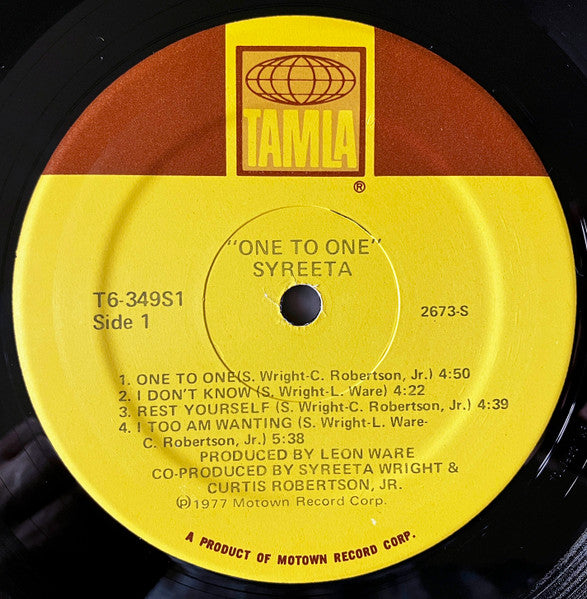 TAMLA
®
"ONE TO ONE"
SYREETA
T6-349S1
Side 1
2673-S
1. ONE TO ONE(S. Wright-C. Robertson, Jr.) 4:50
2. I DON'T KNOW (S. Wright-L. Ware) 4:22
3. REST YOURSELF (S. Wright-C. Robertson, Jr.) 4:39
4. I TOO AM WANTING (S. Wright-L. Ware-
C. Robertson, Jr.) 5:38
PRODUCED BY LEON WARE
CO-PRODUCED BY SYREETA WRIGHT &
CURTIS ROBERTSON, JR.
℗1977 Motown Record Corp.
A PRODUCT OF MOTOWN RECORD CORP.